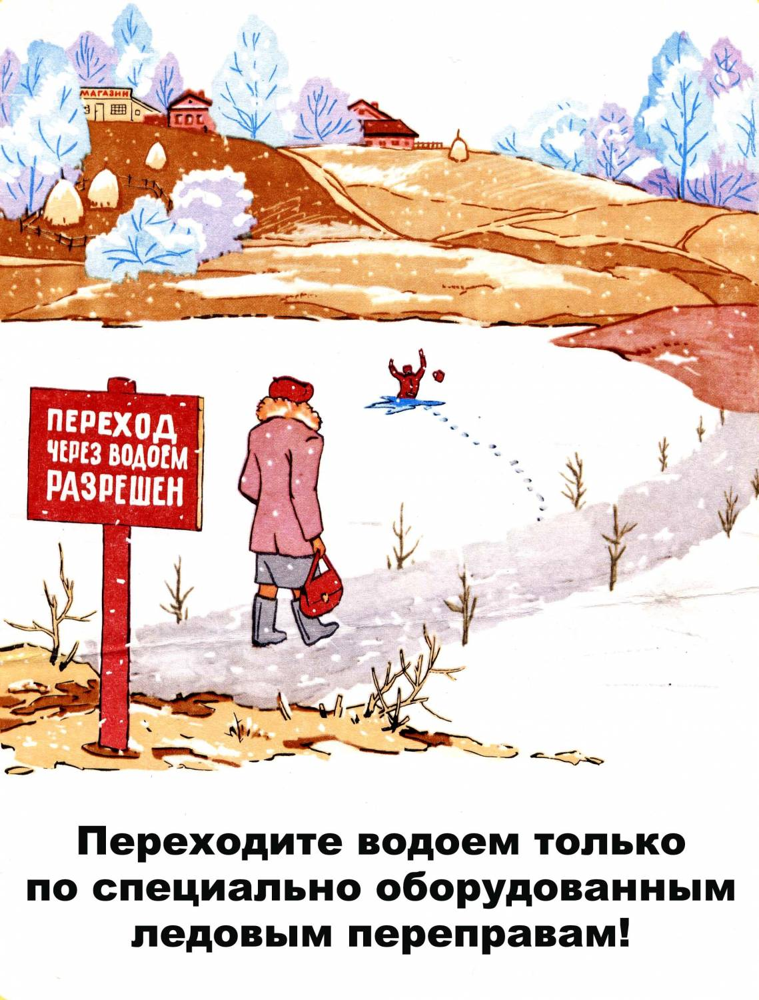 МАГАЗИН
ПЕРЕХОД
ЧЕРЕЗ ВОДОЕМ
РАЗРЕШЕН
Переходите водоем только
по специально оборудованным
ледовым переправам!